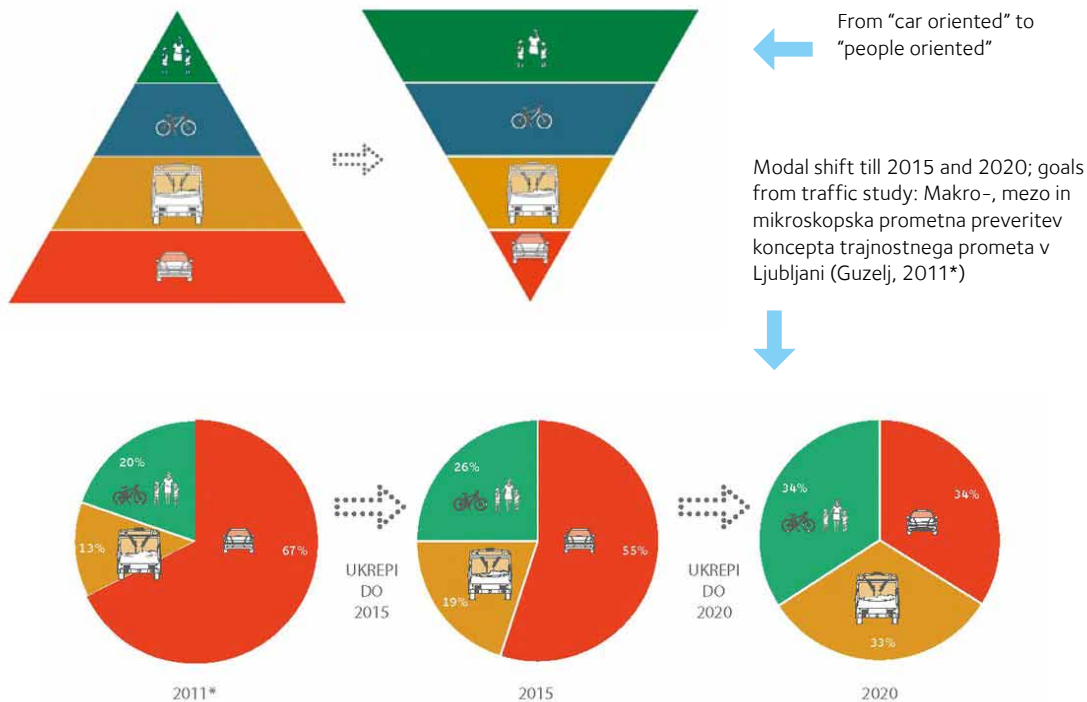 From “car oriented” to
“people oriented”
Modal shift till 2015 and 2020; goals
from traffic study: Makro-, mezo in
mikroskopska prometna preveritev
koncepta trajnostnega prometa v
Ljubljani (Guzelj, 2011*)
20%
13%
67%
2011*
UKREPI
DO
2015
26%
19%
55%
2015
UKREPI
DO
2020
34%
34%
33%
2020